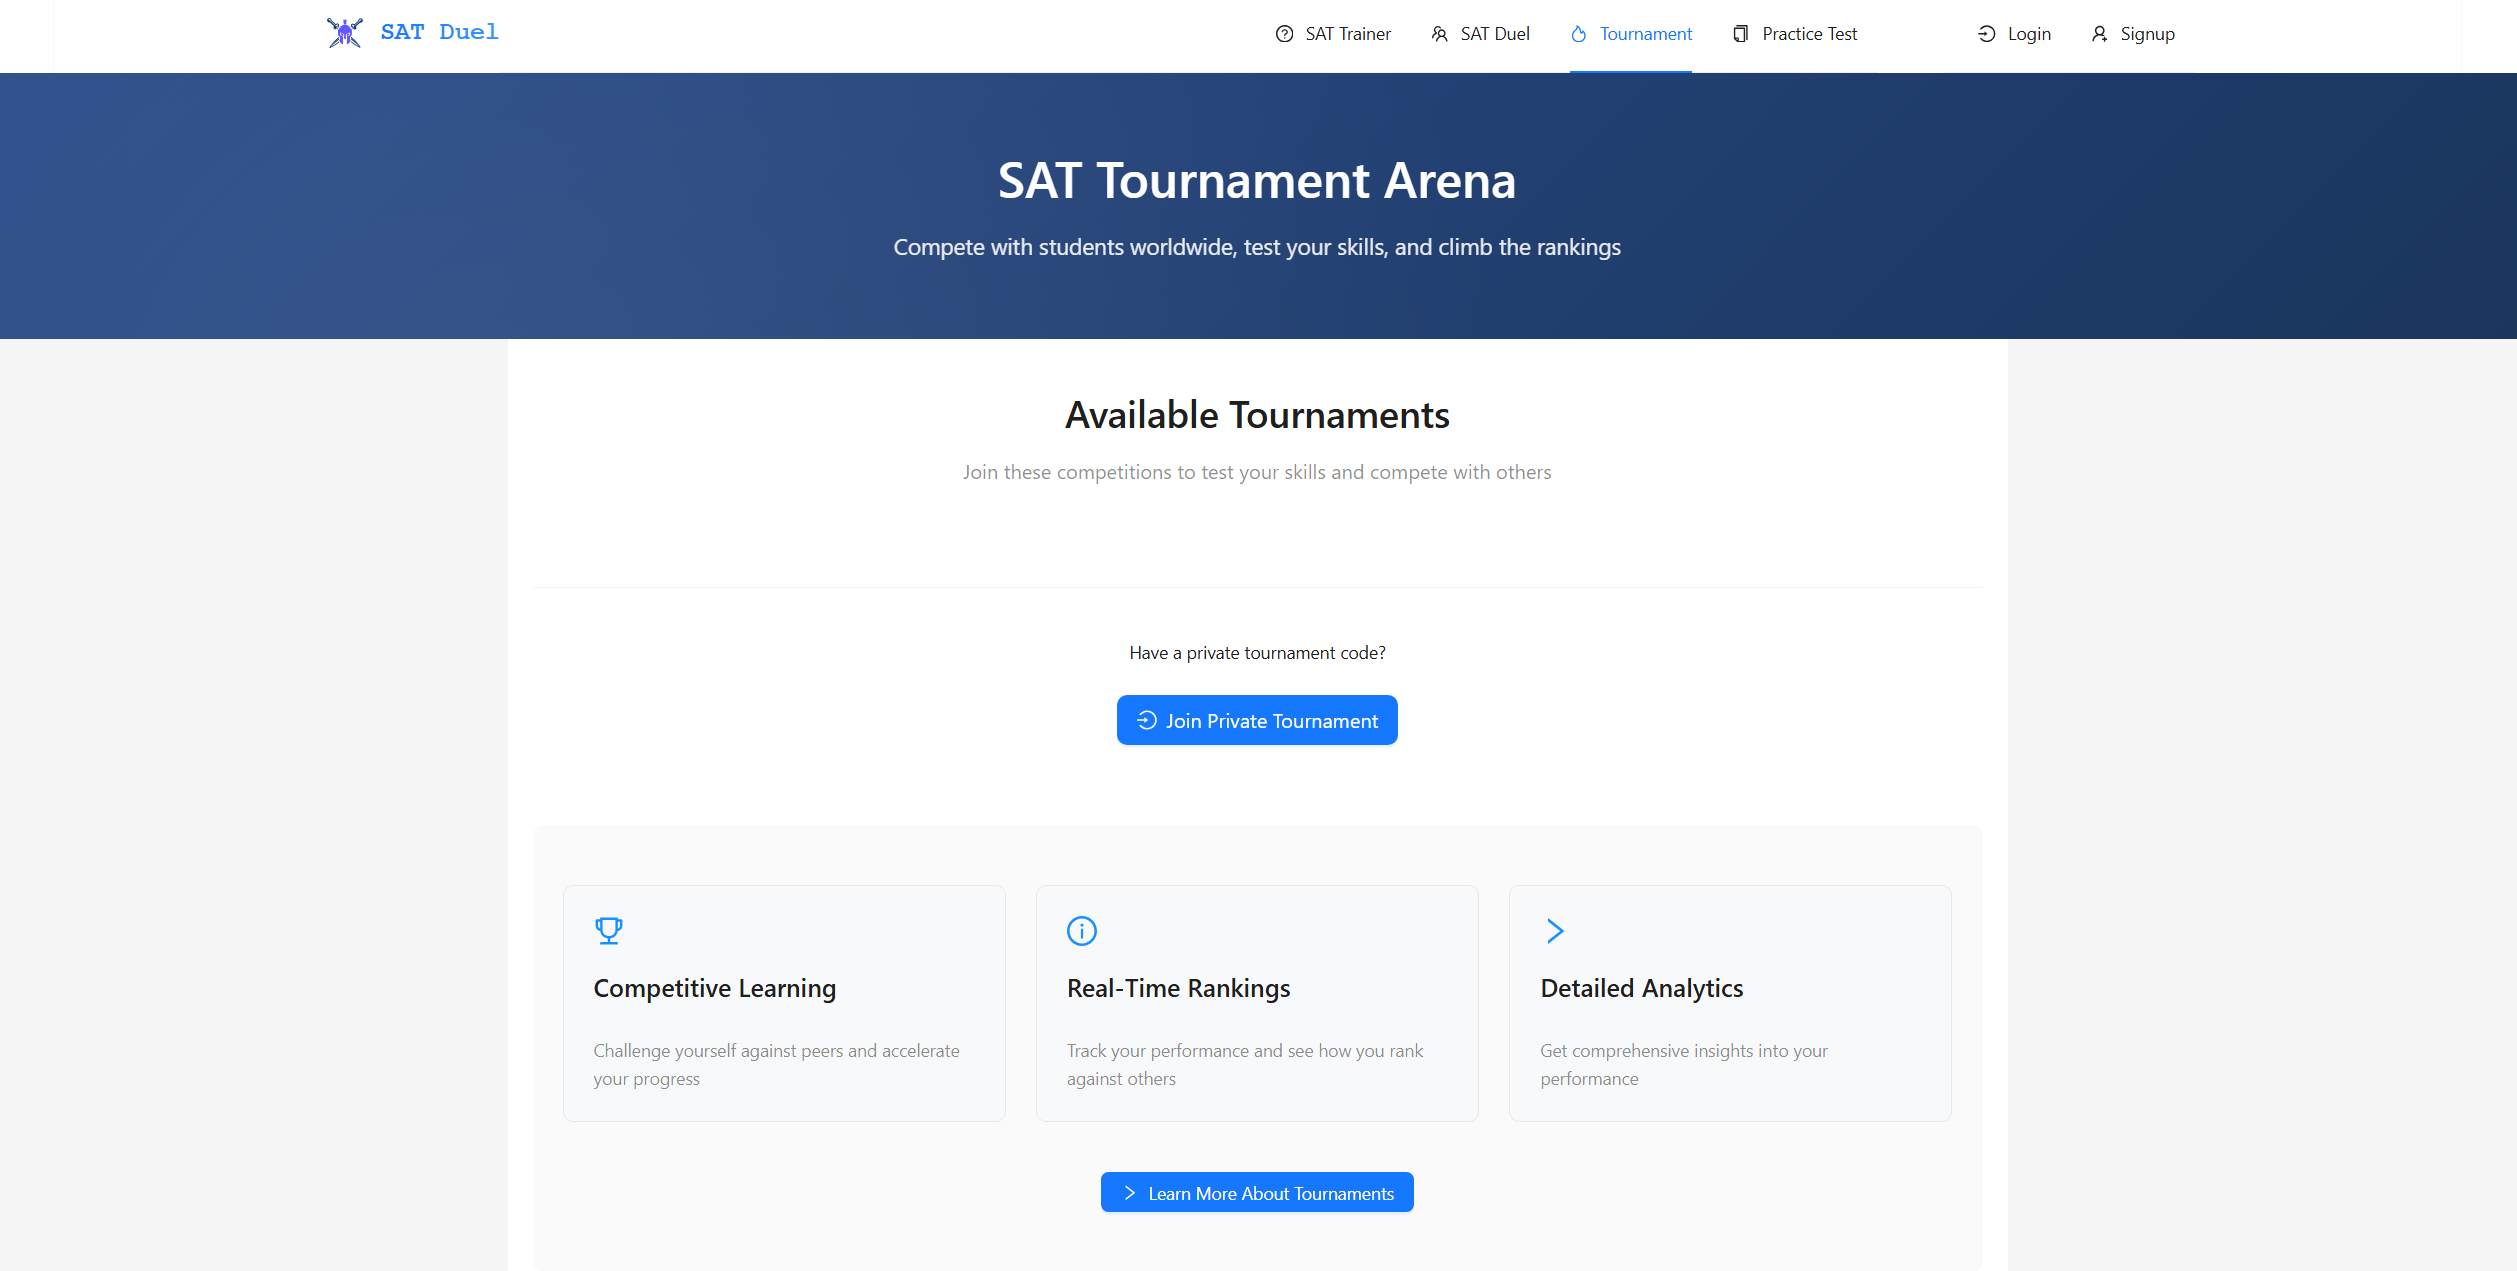 SAT Duel
SAT Trainer
SAT Duel
Tournament
Practice Test
Login
Signup
SAT Tournament Arena
Compete with students worldwide, test your skills, and climb the rankings
Available Tournaments
Join these competitions to test your skills and compete with others
Have a private tournament code?
Join Private Tournament
Competitive Learning
Challenge yourself against peers and accelerate
your progress
Real-Time Rankings
Track your performance and see how you rank
against others
Detailed Analytics
Get comprehensive insights into your
performance
Learn More About Tournaments